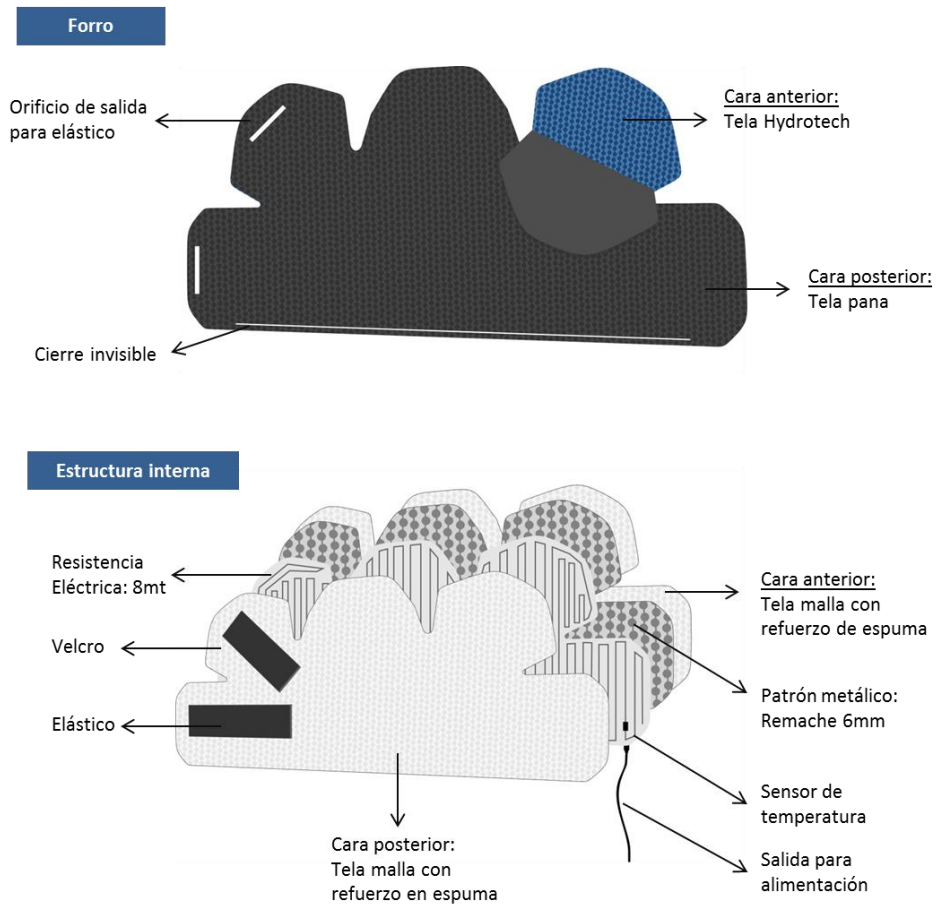 Forro
Orificio de salida
para elástico
Cara anterior:
Tela Hydrotech
Cara posterior:
Tela pana
Cierre invisible
Estructura interna
Resistencia
Eléctrica: 8mt
Velcro
Elástico
Cara anterior:
Tela malla con
refuerzo de espuma
Patrón metálico:
Remache 6mm
Sensor de
temperatura
Salida para
alimentación
Cara posterior:
Tela malla con
refuerzo en espuma